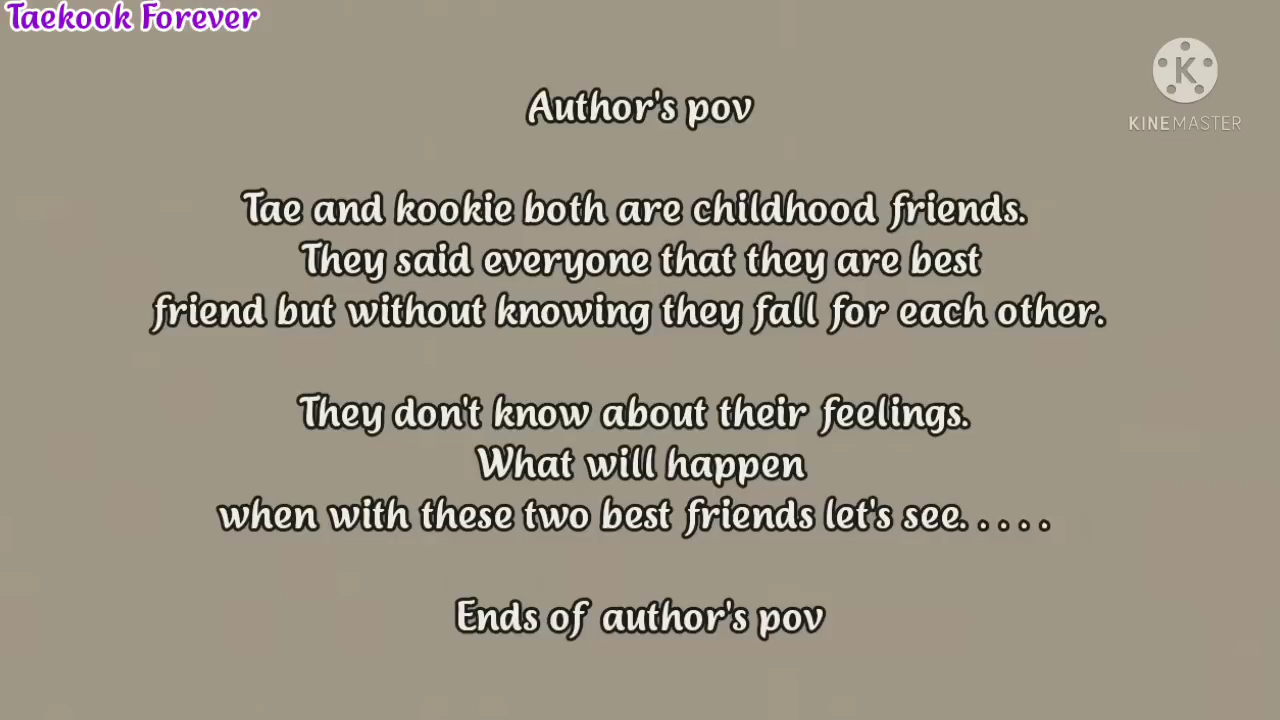 Taekook Forever
Author's pov
KINEMASTER
Tae and kookie both are childhood friends.
They said everyone that they are best
friend but without knowing they fall for each other.
They don't know about their feelings.
What will happen
when with these two best friends let's see. . . . .
Ends of author's pov